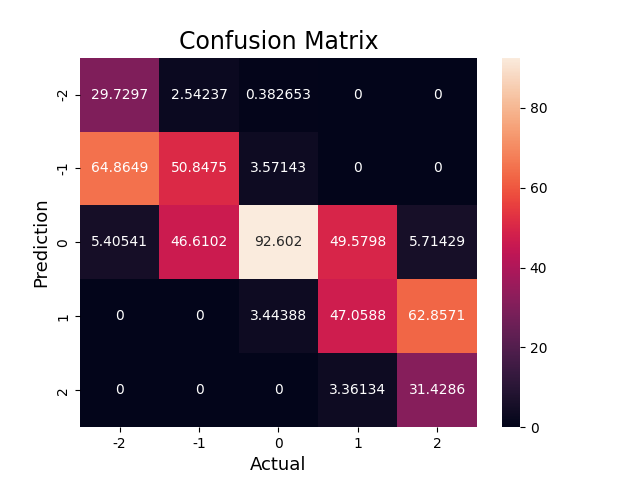 Confusion Matrix
-2 29.7297 2.54237 0.382653 0 0
-1 64.8649 50.8475 3.57143 0 0
0 5.40541 46.6102 92.602 49.5798 5.71429
1 0 0 3.44388 47.0588 62.8571
2 0 0 0 3.36134 31.4286
-2 -1 0 1 2
Actual
Prediction
80
60
40
20
0